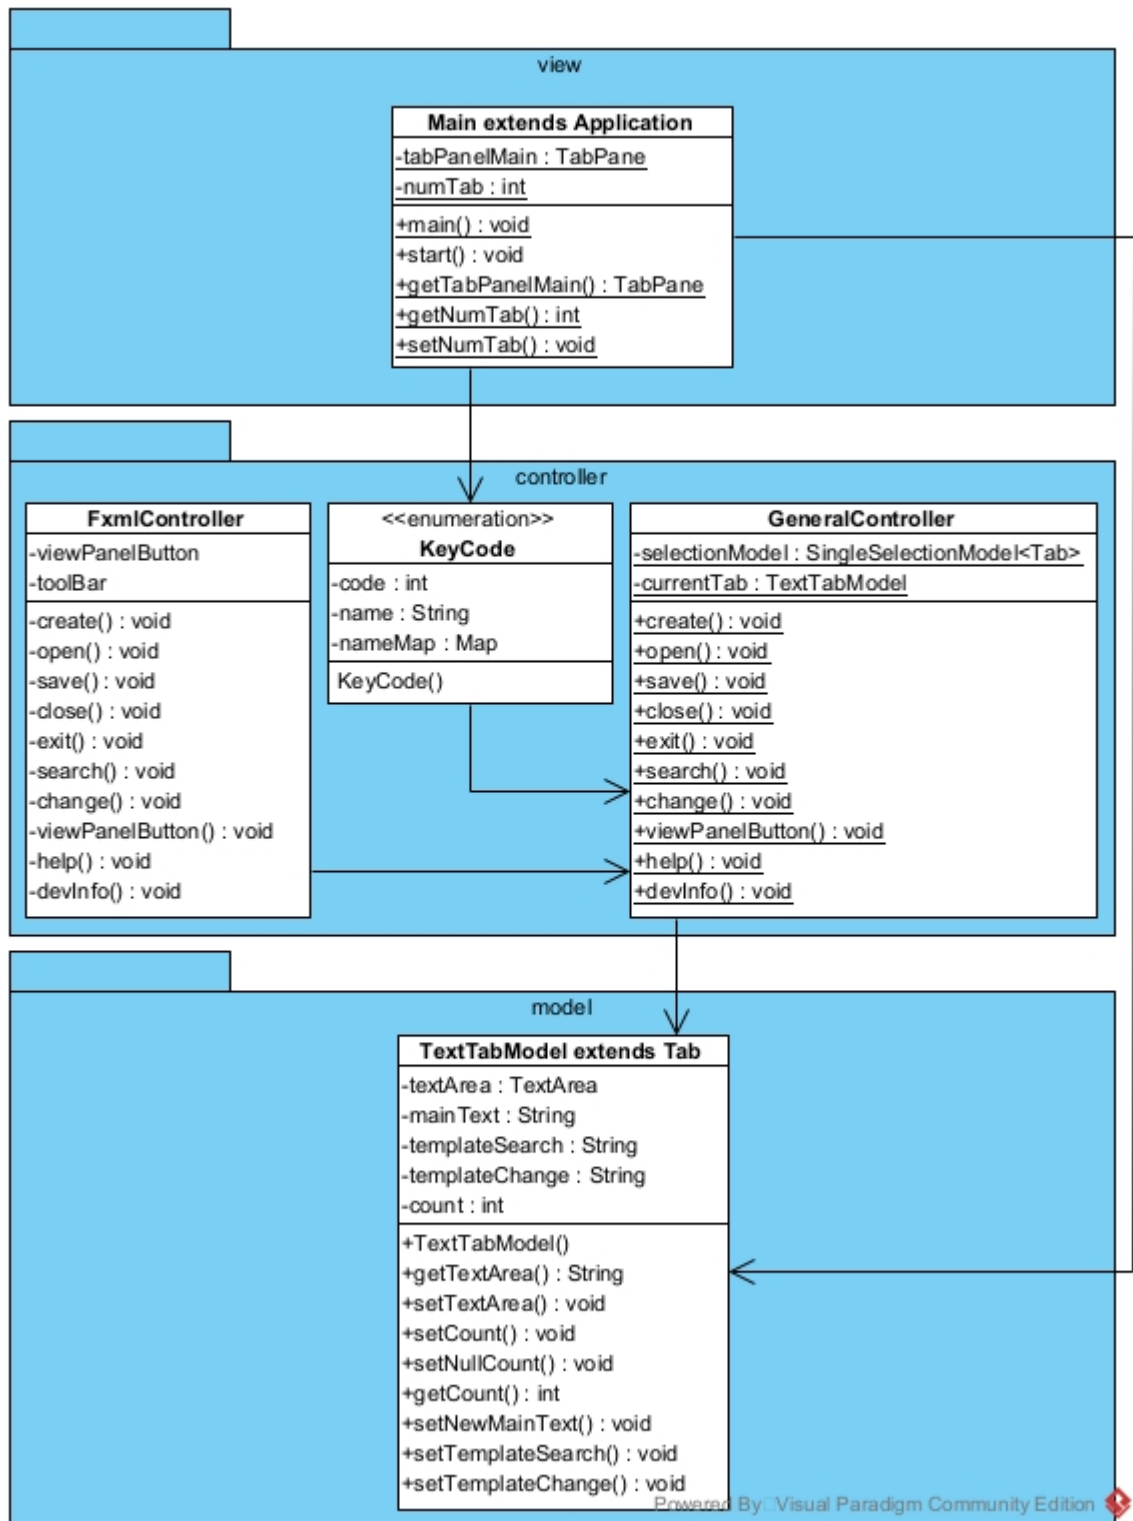 view
Main extends Application
-tabPanelMain : TabPane
-numTab : int
+main() : void
+start() : void
+getTabPanelMain() : TabPane
+getNumTab() : int
+setNumTab() : void
controller
FxmlController
-viewPanelButton
-toolBar
-create() : void
-open() : void
-save() : void
-close() : void
-exit() : void
-search() : void
-change() : void
-viewPanelButton() : void
-help() : void
-devInfo() : void
<<enumeration>>
KeyCode
-code : int
-name : String
-nameMap : Map
KeyCode()
GeneralController
-selectionModel : SingleSelectionModel<Tab>
-currentTab : TextTabModel
+create() : void
+open() : void
+save() : void
+close() : void
+exit() : void
+search() : void
+change() : void
+viewPanelButton() : void
+help() : void
+devInfo() : void
model
TextTabModel extends Tab
-textArea : TextArea
-mainText : String
-templateSearch : String
-templateChange : String
-count : int
+TextTabModel()
+getTextArea() : String
+setTextArea() : void
+setCount() : void
+setNullCount() : void
+getCount() : int
+setNewMainText() : void
+setTemplateSearch() : void
+setTemplateChange() : void
Powered By Visual Paradigm Community Edition